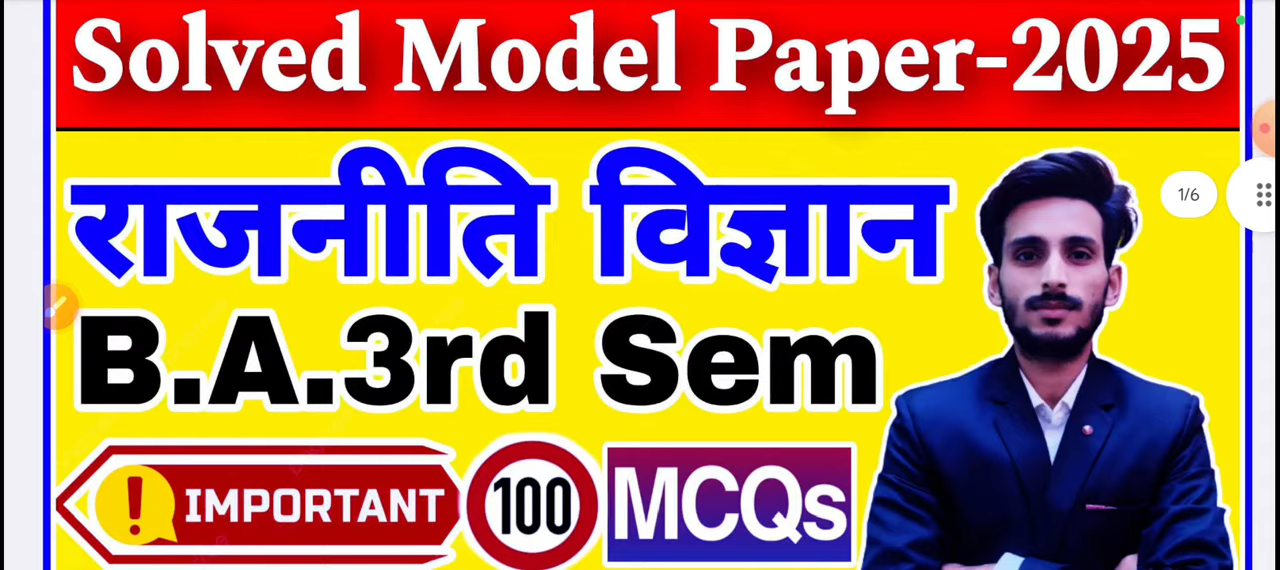 Solved Model Paper-2025
राजनीति विज्ञान
1/6
B.A.3rd Sem
! IMPORTANT 100 MCQs